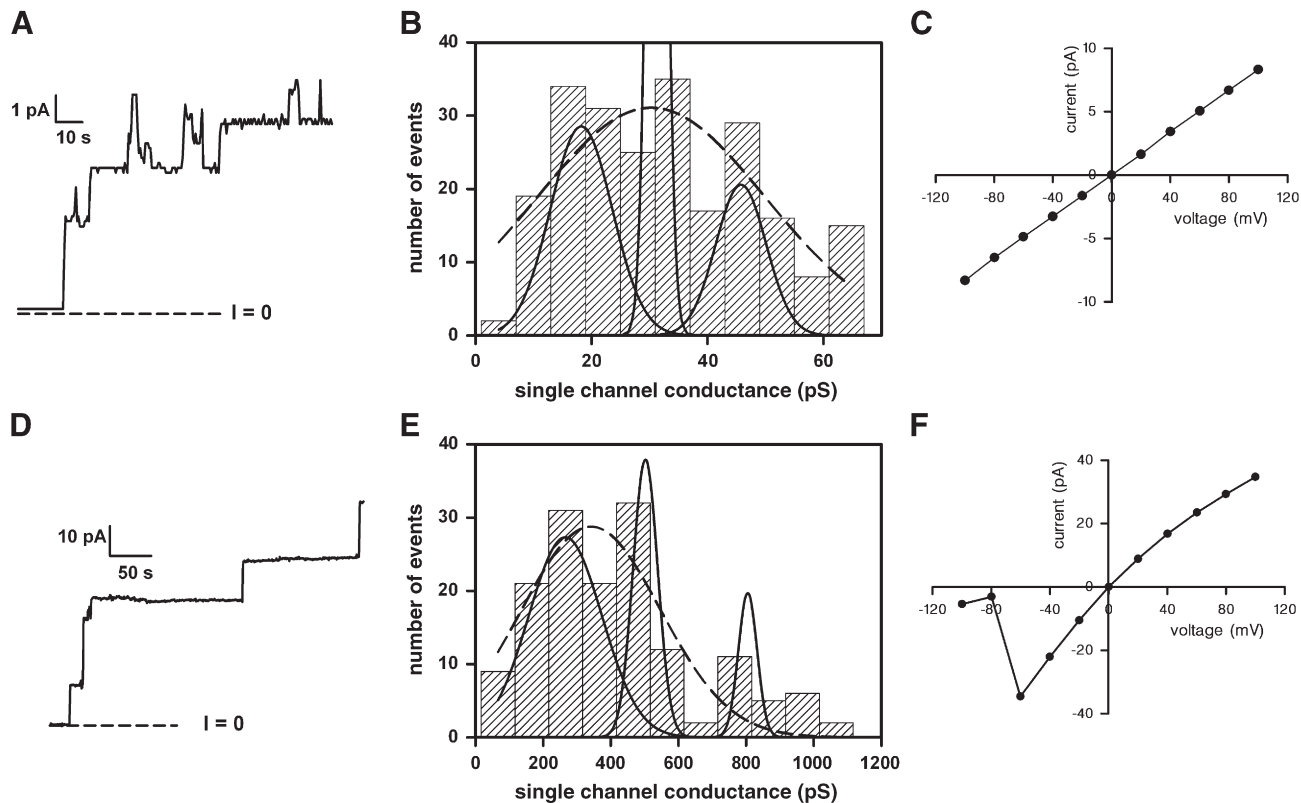 A
1 pA
10 s
I = 0
B
number of events
40
30
20
10
0
0 20 40 60
single channel conductance (pS)
C
current (pA)
10
5
0
-5
-10
-120 -80 -40 0 40 80 120
voltage (mV)
D
10 pA
50 s
I = 0
E
number of events
40
30
20
10
0
0 200 400 600 800 1000 1200
single channel conductance (pS)
F
current (pA)
40
20
0
-20
-40
-120 -80 -40 0 40 80 120
voltage (mV)